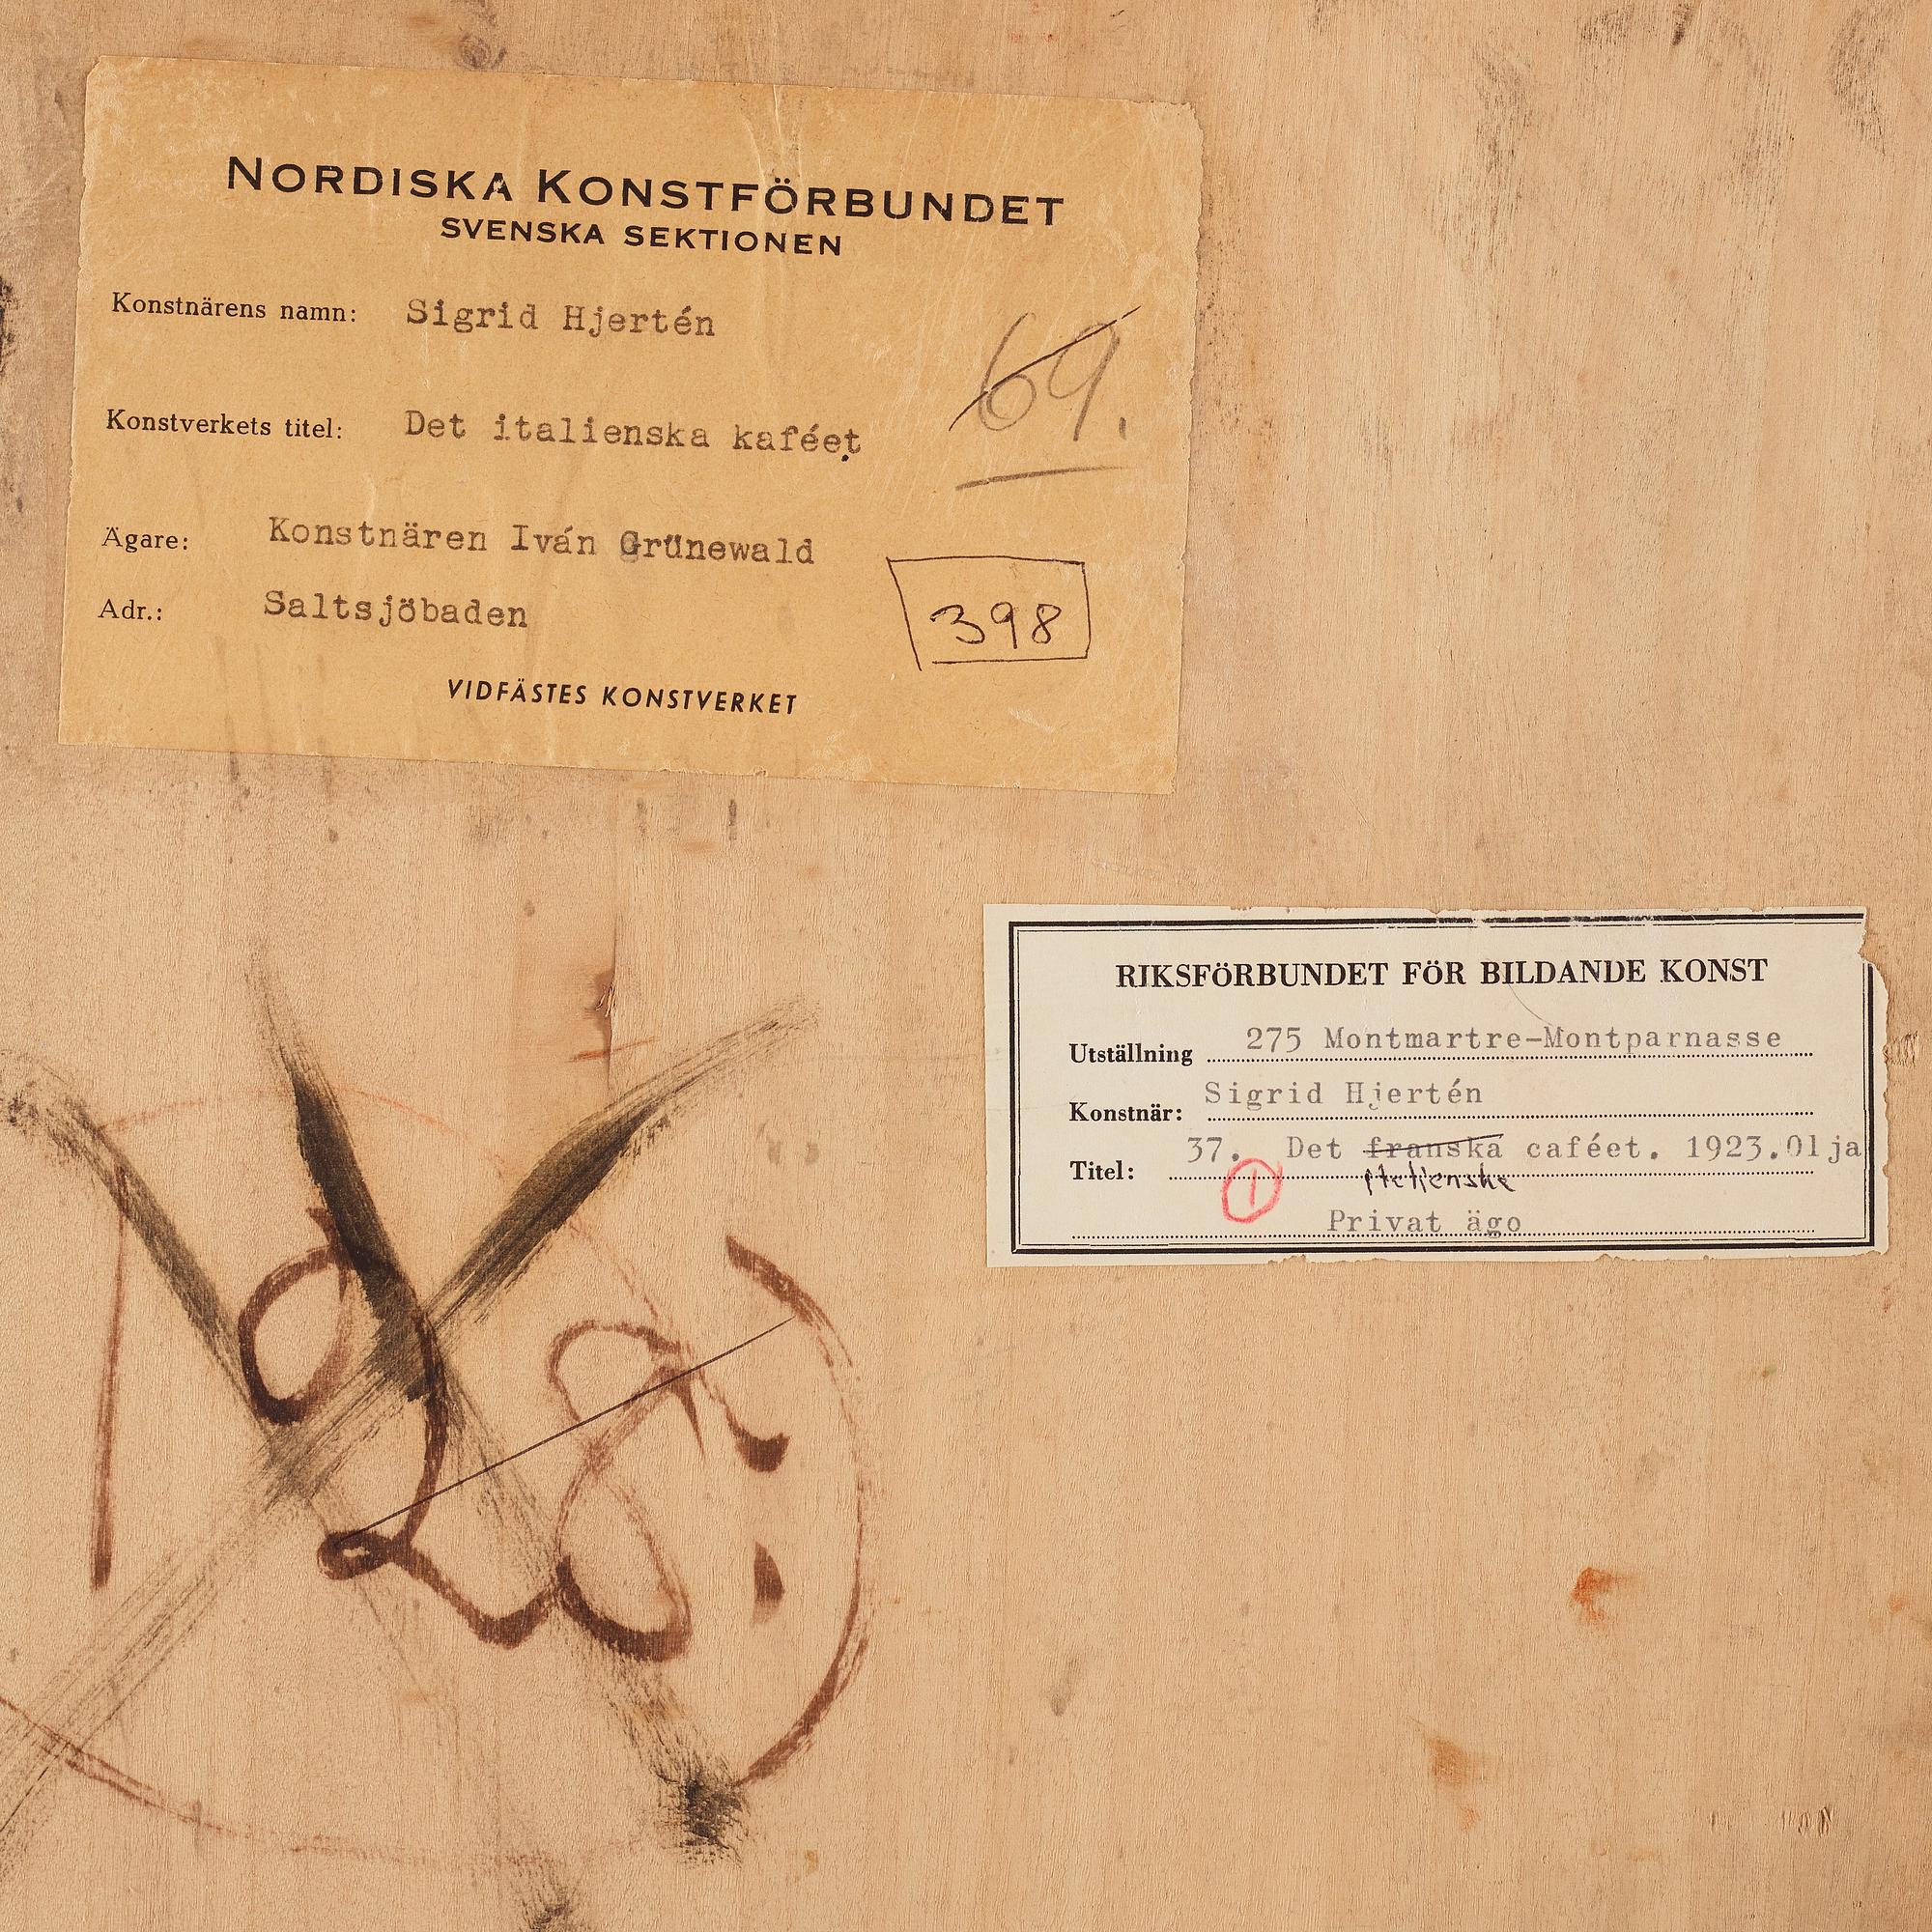 NORDISKA KONSTFÖRBUNDET
SVENSKA SEKTIONEN
Konstnärens namn: Sigrid Hjertén
69.
Konstverkets titel: Det italienska kaféet
Ägare: Konstnären Iván Grünewald
Adr.: Saltsjöbaden
398
VIDFÄSTES KONSTVERKET
RIKSFÖRBUNDET FÖR BILDANDE KONST
Utställning 275 Montmartre-Montparnasse
Konstnär: Sigrid Hjertén
Titel: 37. Det franska caféet. 1923.Olja
1 italienska
Privat ägo